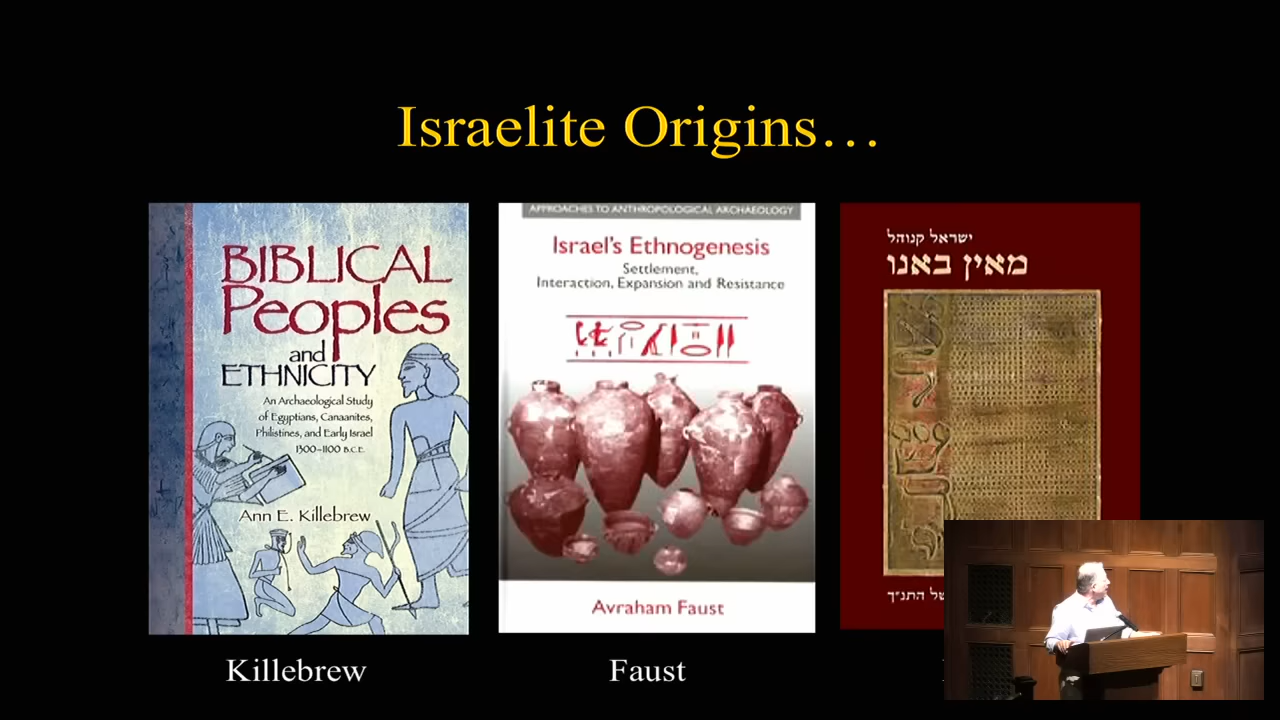 Israelite Origins…
BIBLICAL
Peoples
and
ETHNICITY
An Archaeological Study
of Egyptians, Canaanites,
Philistines, and Early Israel
1300–1100 B.C.E.
Ann E. Killebrew
Killebrew
APPROACHES TO ANTHROPOLOGICAL ARCHAEOLOGY
Israel's Ethnogenesis
Settlement,
Interaction, Expansion and Resistance
Avraham Faust
Faust
ישראל קנוהל
מאין באנו
של התנ״ך